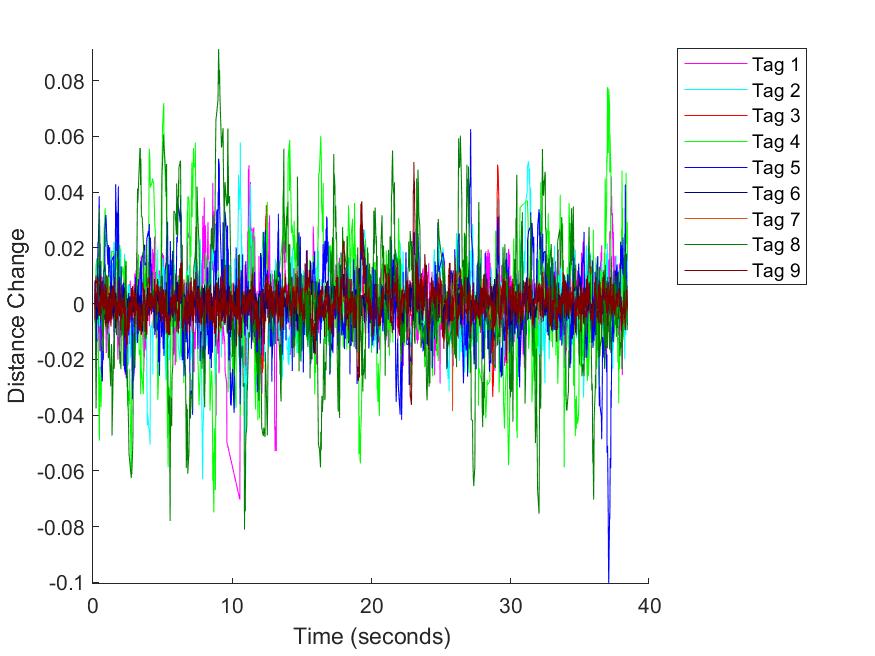 0.08
0.06
0.04
0.02
0
-0.02
-0.04
-0.06
-0.08
-0.1
Distance Change
0 10 20 30 40
Time (seconds)
Tag 1
Tag 2
Tag 3
Tag 4
Tag 5
Tag 6
Tag 7
Tag 8
Tag 9